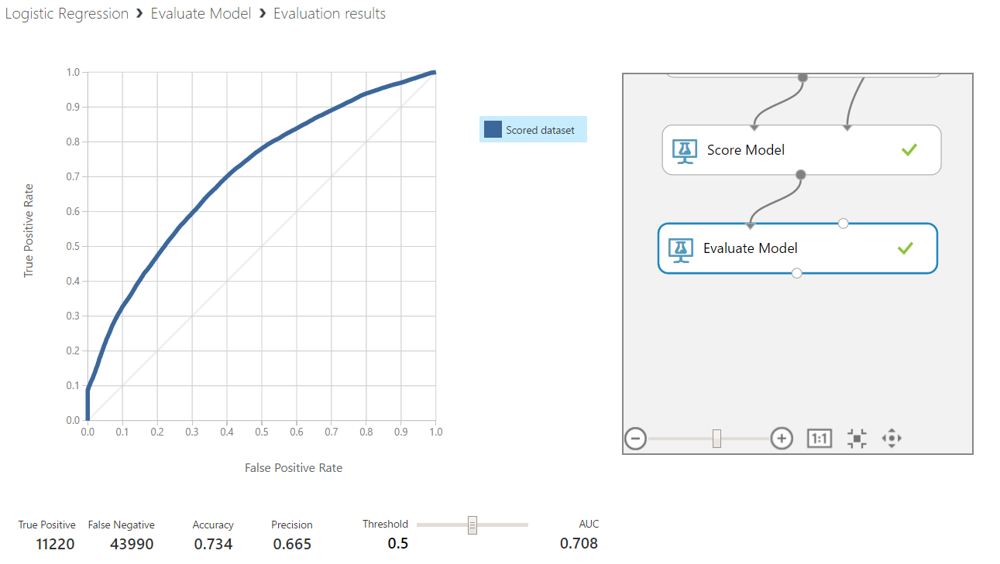 Logistic Regression ❯ Evaluate Model ❯ Evaluation results
1.0
0.9
0.8
0.7
0.6
0.5
0.4
0.3
0.2
0.1
0.0
True Positive Rate
0.0 0.1 0.2 0.3 0.4 0.5 0.6 0.7 0.8 0.9 1.0
False Positive Rate
Scored dataset
Score Model
Evaluate Model
1:1
True Positive False Negative Accuracy Precision Threshold AUC
11220 43990 0.734 0.665 0.5 0.708